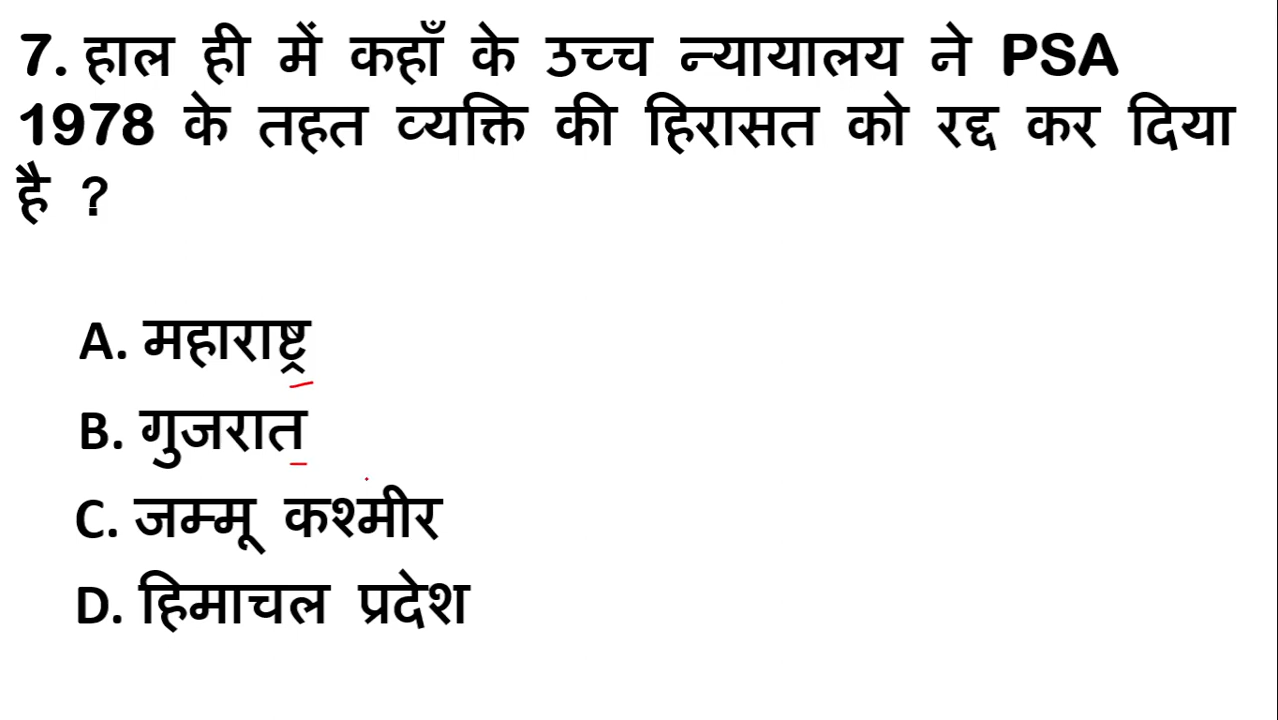 7. हाल ही में कहाँ के उच्च न्यायालय ने PSA
1978 के तहत व्यक्ति की हिरासत को रद्द कर दिया
है ?
A. महाराष्ट्र
B. गुजरात
C. जम्मू कश्मीर
D. हिमाचल प्रदेश